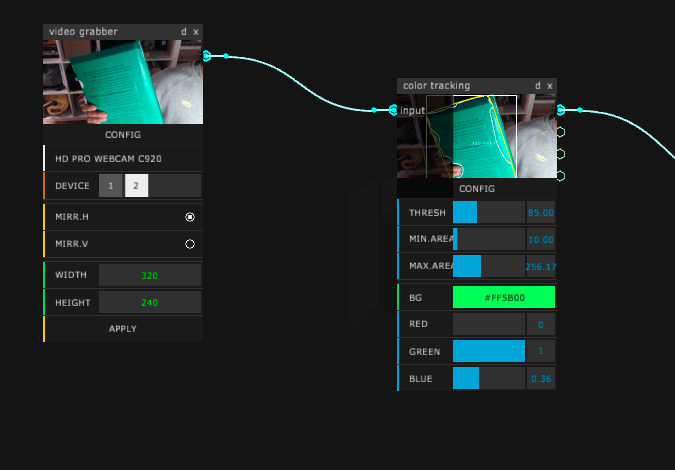 video grabber d x
CONFIG
HD PRO WEBCAM C920
DEVICE 1 2
MIRR.H
MIRR.V
WIDTH 320
HEIGHT 240
APPLY
color tracking d x
input
CONFIG
THRESH 85.00
MIN.AREA 10.00
MAX.AREA 256.17
BG #FF5B00
RED 0
GREEN 1
BLUE 0.36